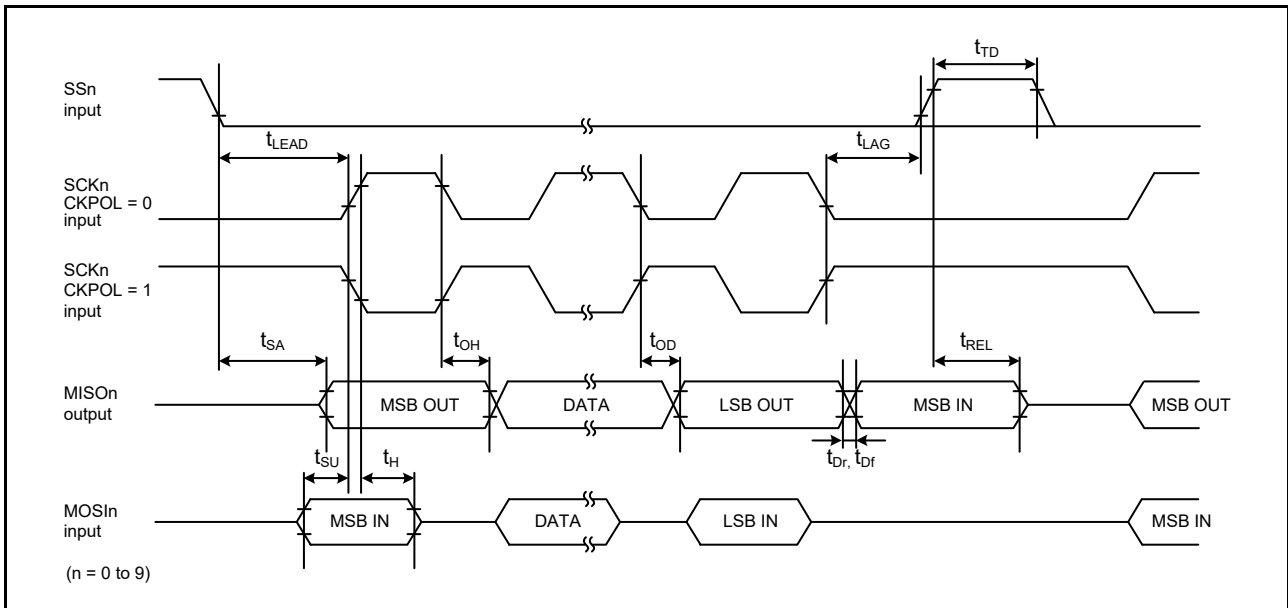 tTD
SSn
input
tLEAD
tLAG
SCKn
CKPOL = 0
input
SCKn
CKPOL = 1
input
tSA
tOH
tOD
tREL
MISOn
output
MSB OUT
DATA
LSB OUT
MSB IN
MSB OUT
tSU
tH
tDr, tDf
MOSIn
input
MSB IN
DATA
LSB IN
MSB IN
(n = 0 to 9)